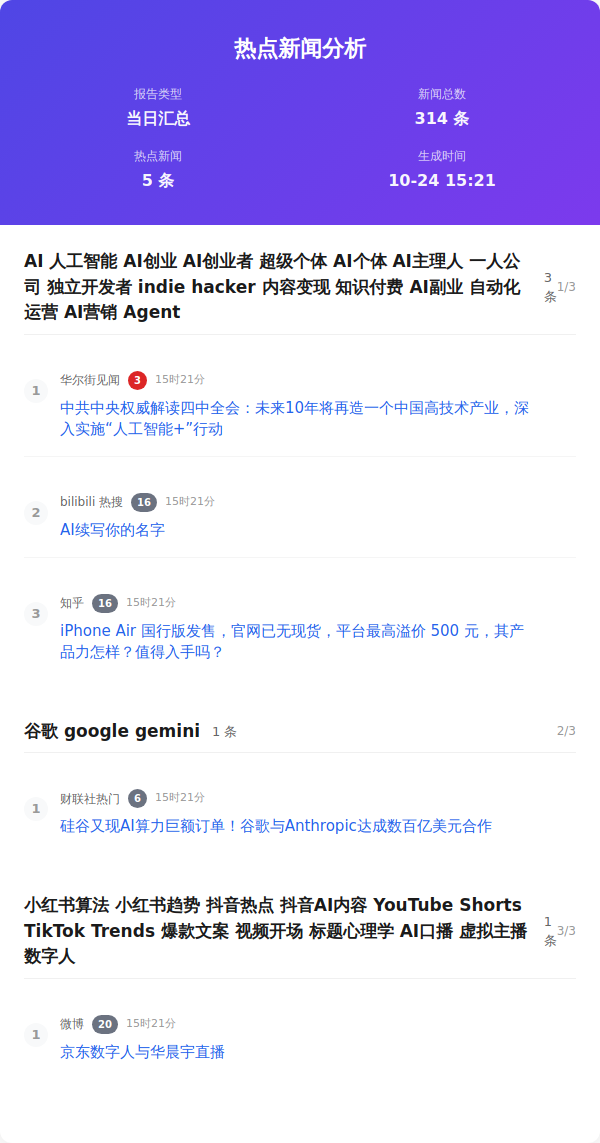 热点新闻分析
报告类型
当日汇总
新闻总数
314 条
热点新闻
5 条
生成时间
10-24 15:21
AI 人工智能 AI创业 AI创业者 超级个体 AI个体 AI主理人 一人公
司 独立开发者 indie hacker 内容变现 知识付费 AI副业 自动化
运营 AI营销 Agent
3
条
1/3
1
华尔街见闻 3 15时21分
中共中央权威解读四中全会：未来10年将再造一个中国高技术产业，深
入实施“人工智能+”行动
2
bilibili 热搜 16 15时21分
AI续写你的名字
3
知乎 16 15时21分
iPhone Air 国行版发售，官网已无现货，平台最高溢价 500 元，其产
品力怎样？值得入手吗？
谷歌 google gemini 1 条 2/3
1
财联社热门 6 15时21分
硅谷又现AI算力巨额订单！谷歌与Anthropic达成数百亿美元合作
小红书算法 小红书趋势 抖音热点 抖音AI内容 YouTube Shorts
TikTok Trends 爆款文案 视频开场 标题心理学 AI口播 虚拟主播
数字人
1
条
3/3
1
微博 20 15时21分
京东数字人与华晨宇直播